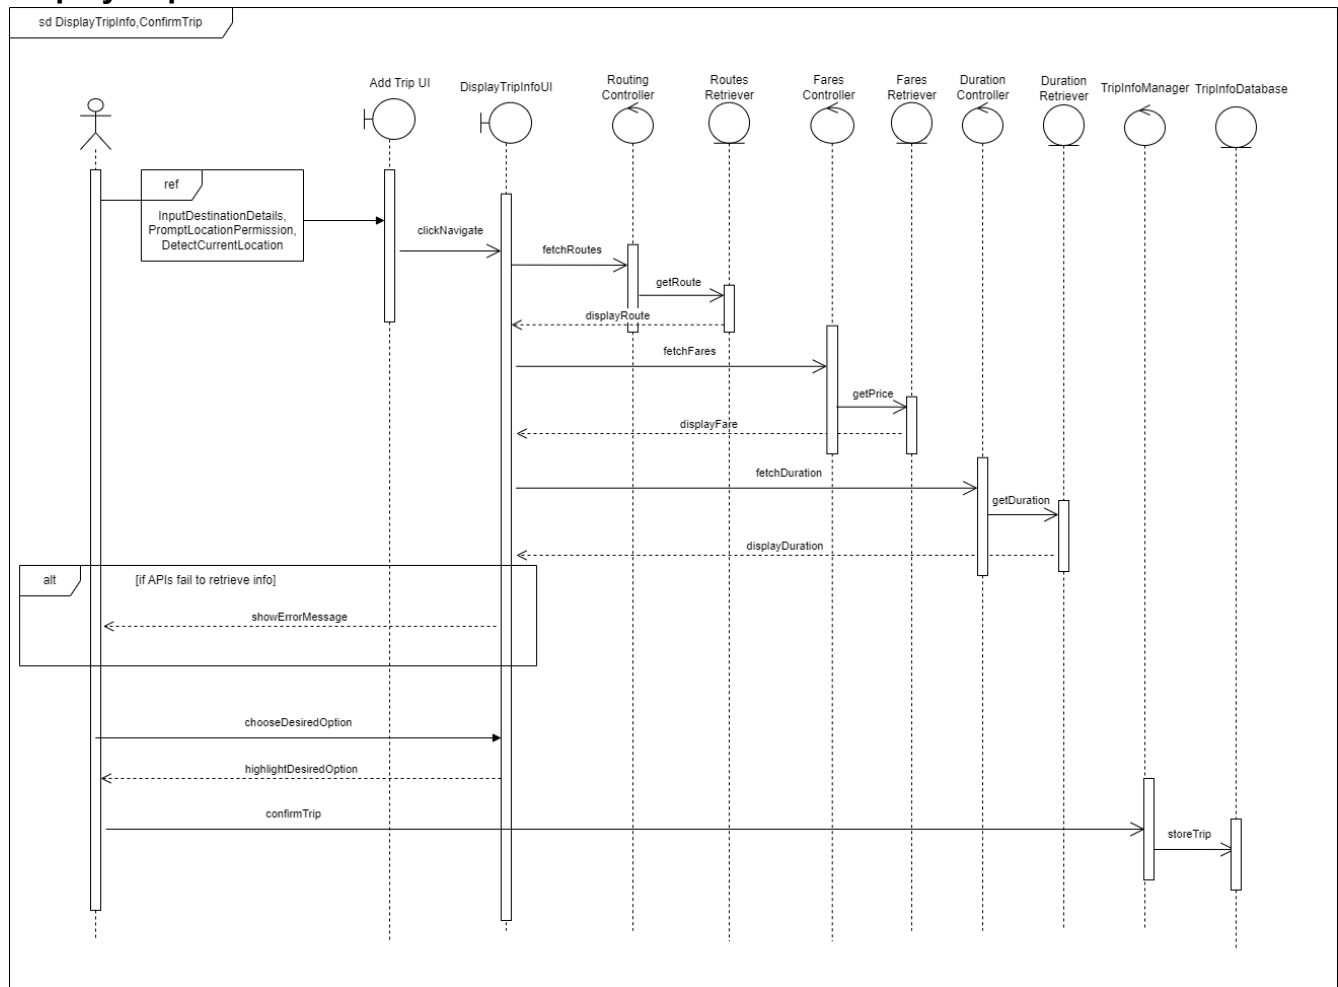 sd DisplayTripInfo,ConfirmTrip
Add Trip UI
DisplayTripInfoUI
Routing
Controller
Routes
Retriever
Fares
Controller
Fares
Retriever
Duration
Controller
Duration
Retriever
TripInfoManager
TripInfoDatabase
ref
InputDestinationDetails,
PromptLocationPermission,
DetectCurrentLocation
clickNavigate
fetchRoutes
getRoute
displayRoute
fetchFares
getPrice
displayFare
fetchDuration
getDuration
displayDuration
alt
[if APIs fail to retrieve info]
showErrorMessage
chooseDesiredOption
highlightDesiredOption
confirmTrip
storeTrip